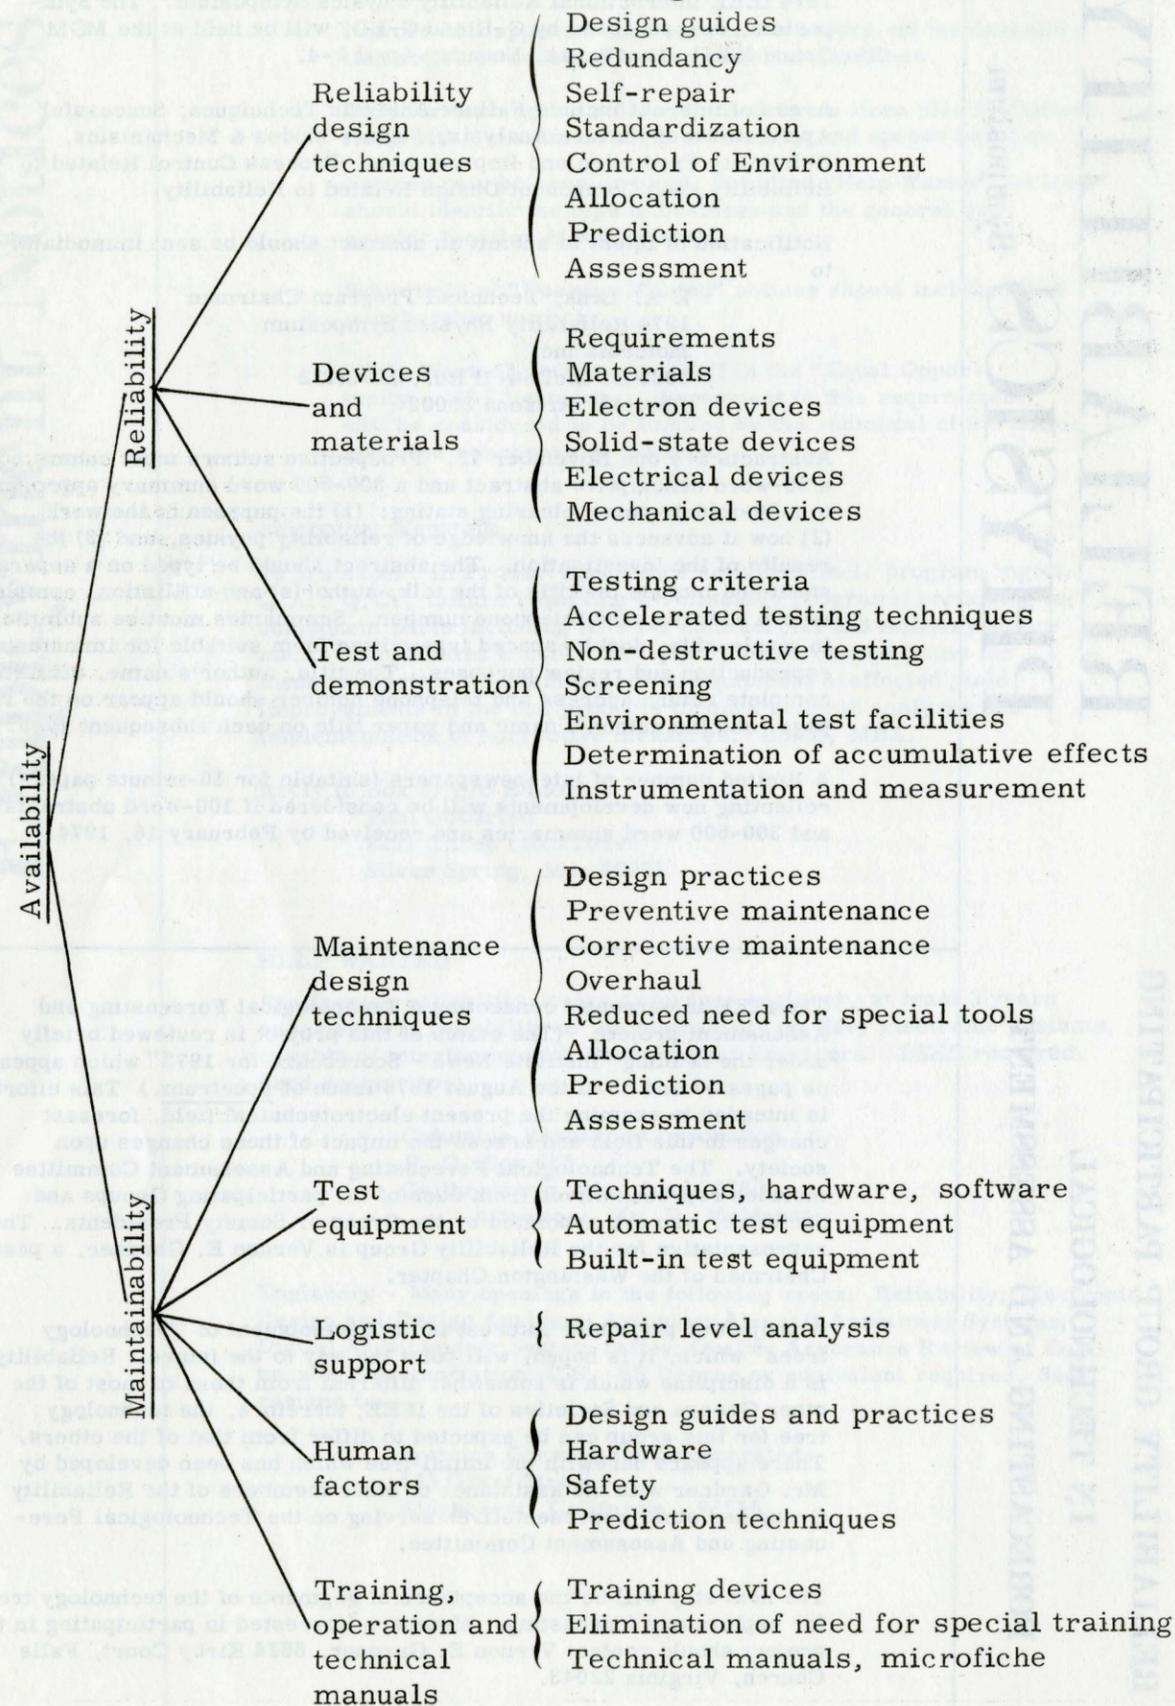 Availability
Reliability
Reliability
design
techniques
Design guides
Redundancy
Self-repair
Standardization
Control of Environment
Allocation
Prediction
Assessment
Devices
and
materials
Requirements
Materials
Electron devices
Solid-state devices
Electrical devices
Mechanical devices
Test and
demonstration
Testing criteria
Accelerated testing techniques
Non-destructive testing
Screening
Environmental test facilities
Determination of accumulative effects
Instrumentation and measurement
Maintainability
Maintenance
design
techniques
Design practices
Preventive maintenance
Corrective maintenance
Overhaul
Reduced need for special tools
Allocation
Prediction
Assessment
Test
equipment
Techniques, hardware, software
Automatic test equipment
Built-in test equipment
Logistic
support
Repair level analysis
Human
factors
Design guides and practices
Hardware
Safety
Prediction techniques
Training,
operation and
technical
manuals
Training devices
Elimination of need for special training
Technical manuals, microfiche